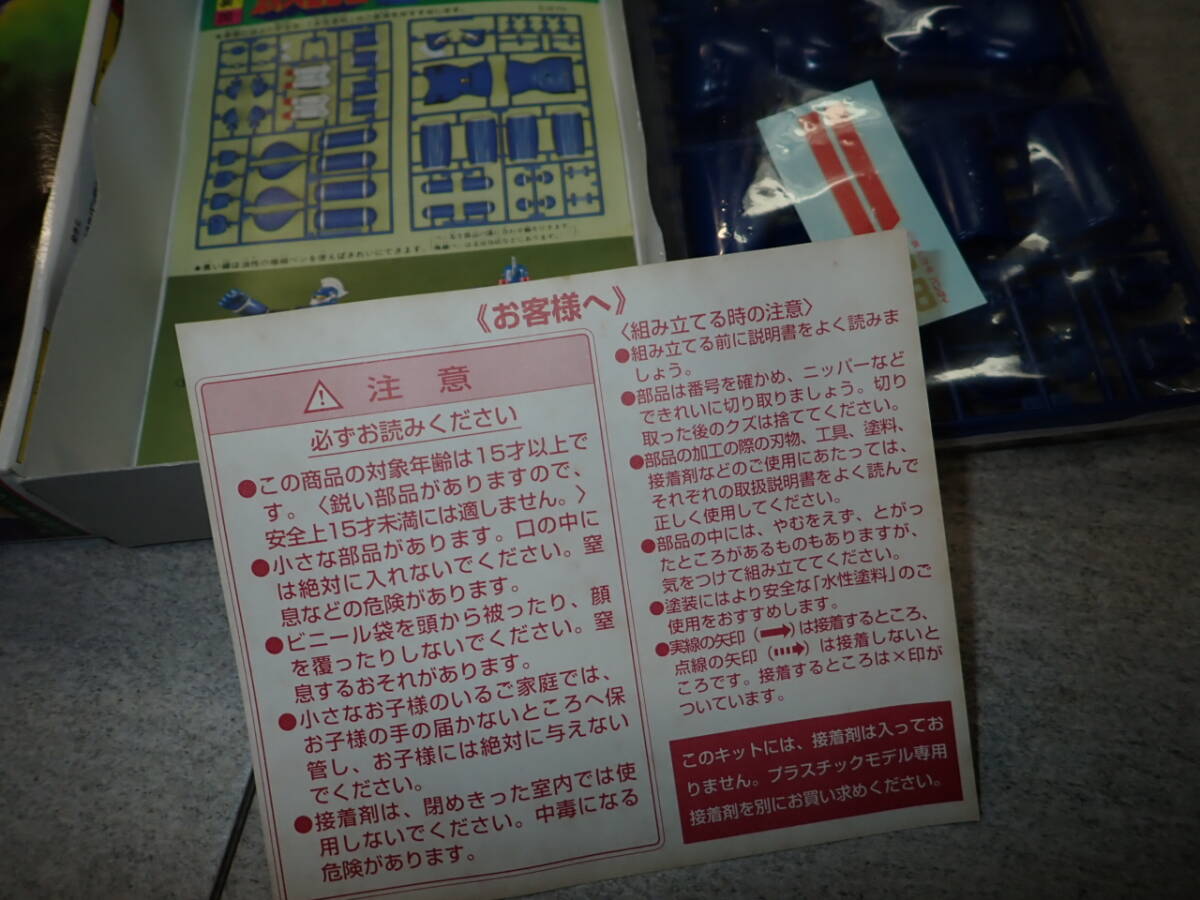 ●黒い線は油性の極細ペンを使えばきれいにできます。
《お客様へ》
⚠ 注意
必ずお読みください
●この商品の対象年齢は15才以上で
す。〈鋭い部品がありますので、
安全上15才未満には適しません。〉
●小さな部品があります。口の中に
は絶対に入れないでください。窒
息などの危険があります。
●ビニール袋を頭から被ったり、顔
を覆ったりしないでください。窒
息するおそれがあります。
●小さなお子様のいるご家庭では、
お子様の手の届かないところへ保
管し、お子様には絶対に与えない
でください。
●接着剤は、閉めきった室内では使
用しないでください。中毒になる
危険があります。
〈組み立てる時の注意〉
●組み立てる前に説明書をよく読みま
しょう。
●部品は番号を確かめ、ニッパーなど
できれいに切り取りましょう。切り
取った後のクズは捨ててください。
●部品の加工の際の刃物、工具、塗料、
接着剤などのご使用にあたっては、
それぞれの取扱説明書をよく読んで
正しく使用してください。
●部品の中には、やむをえず、とがっ
たところがあるものもありますが、
気をつけて組み立ててください。
●塗装にはより安全な「水性塗料」のご
使用をおすすめします。
●実線の矢印(➡)は接着するところ、
点線の矢印(⇢)は接着しないと
ころです。接着するところは×印が
ついています。
このキットには、接着剤は入ってお
りません。プラスチックモデル専用
接着剤を別にお買い求めください。